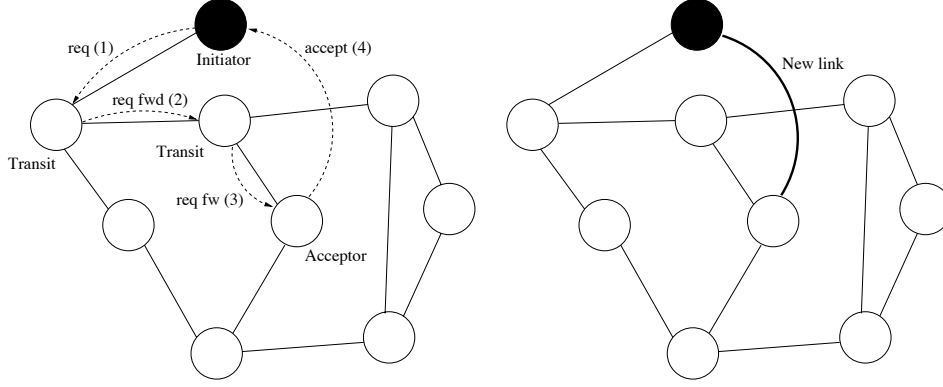 req (1)
accept (4)
Initiator
New link
req fwd (2)
Transit
Transit
req fw (3)
Acceptor